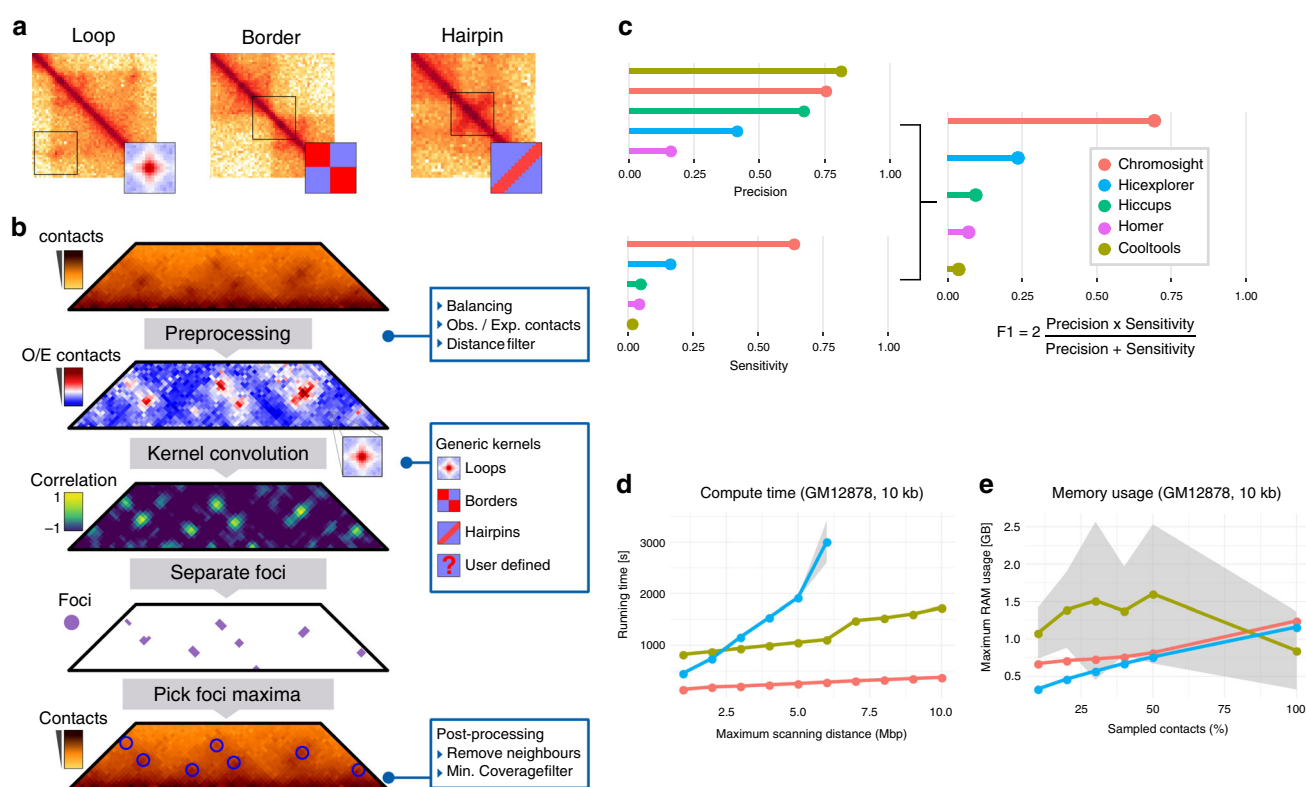 a
Loop
Border
Hairpin
b
contacts
Preprocessing
Balancing
Obs. / Exp. contacts
Distance filter
O/E contacts
Kernel convolution
Generic kernels
Loops
Borders
Hairpins
?
User defined
Correlation
1
−1
Separate foci
Foci
Pick foci maxima
Contacts
Post-processing
Remove neighbours
Min. Coveragefilter
c
0.00 0.25 0.50 0.75 1.00
Precision
0.00 0.25 0.50 0.75 1.00
Sensitivity
Chromosight
Hicexplorer
Hiccups
Homer
Cooltools
0.00 0.25 0.50 0.75 1.00
F1 = 2 Precision x Sensitivity
Precision + Sensitivity
d
Compute time (GM12878, 10 kb)
Running time [s]
3000
2000
1000
2.5 5.0 7.5 10.0
Maximum scanning distance (Mbp)
e
Memory usage (GM12878, 10 kb)
Maximum RAM usage [GB]
2.5
2.0
1.5
1.0
0.5
25 50 75 100
Sampled contacts (%)